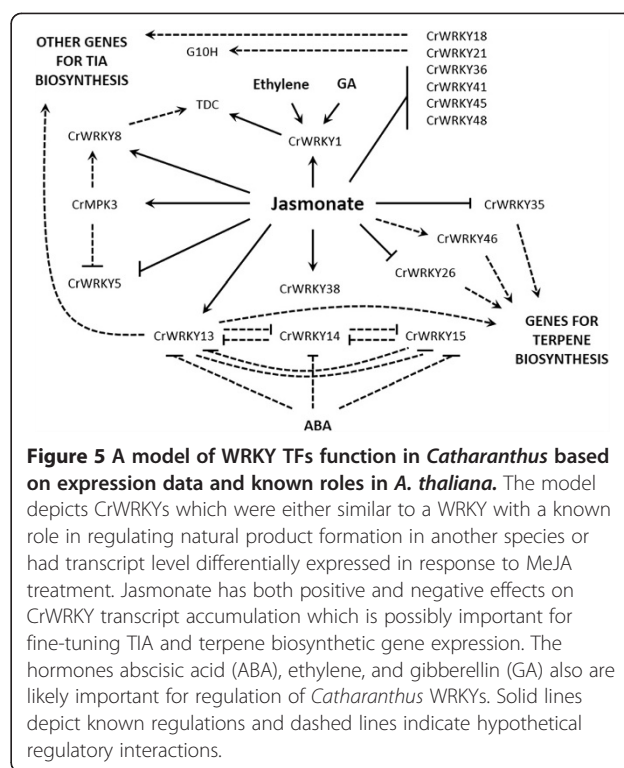 OTHER GENES
FOR TIA
BIOSYNTHESIS
G10H
CrWRKY18
CrWRKY21
CrWRKY36
CrWRKY41
CrWRKY45
CrWRKY48
Ethylene
GA
TDC
CrWRKY8
CrWRKY1
CrMPK3
Jasmonate
CrWRKY35
CrWRKY46
CrWRKY5
CrWRKY26
CrWRKY38
CrWRKY13
CrWRKY14
CrWRKY15
GENES FOR
TERPENE
BIOSYNTHESIS
ABA
Figure 5 A model of WRKY TFs function in Catharanthus based
on expression data and known roles in A. thaliana. The model
depicts CrWRKYs which were either similar to a WRKY with a known
role in regulating natural product formation in another species or
had transcript level differentially expressed in response to MeJA
treatment. Jasmonate has both positive and negative effects on
CrWRKY transcript accumulation which is possibly important for
fine-tuning TIA and terpene biosynthetic gene expression. The
hormones abscisic acid (ABA), ethylene, and gibberellin (GA) also are
likely important for regulation of Catharanthus WRKYs. Solid lines
depict known regulations and dashed lines indicate hypothetical
regulatory interactions.